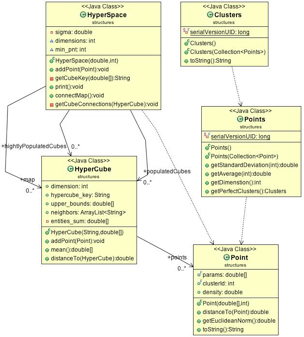 <<Java Class>>
HyperSpace
structures
sigma: double
dimensions: int
min_pnt: int
HyperSpace(double,int)
addPoint(Point):void
getCubeKey(double[]):String
print():void
connectMap():void
getCubeConnections(HyperCube):void
<<Java Class>>
Clusters
structures
serialVersionUID: long
Clusters()
Clusters(Collection<Points>)
toString():String
<<Java Class>>
Points
structures
serialVersionUID: long
Points()
Points(Collection<Point>)
getStandardDeviation(int):double
getAverage(int):double
getDimension():int
getPerfectClusters():Clusters
+hightlyPopulatedCubes
0..*
+map
0..*
+populatedCubes
0..*
<<Java Class>>
HyperCube
structures
dimension: int
hypercube_key: String
upper_bounds: double[]
neighbors: ArrayList<String>
entities_sum: double[]
HyperCube(String,double[])
addPoint(Point):void
mean():double[]
distanceTo(HyperCube):double
+points
0..*
<<Java Class>>
Point
structures
params: double[]
clusterId: int
density: double
Point(double[],int)
distanceTo(Point):double
getEuclideanNorm():double
toString():String